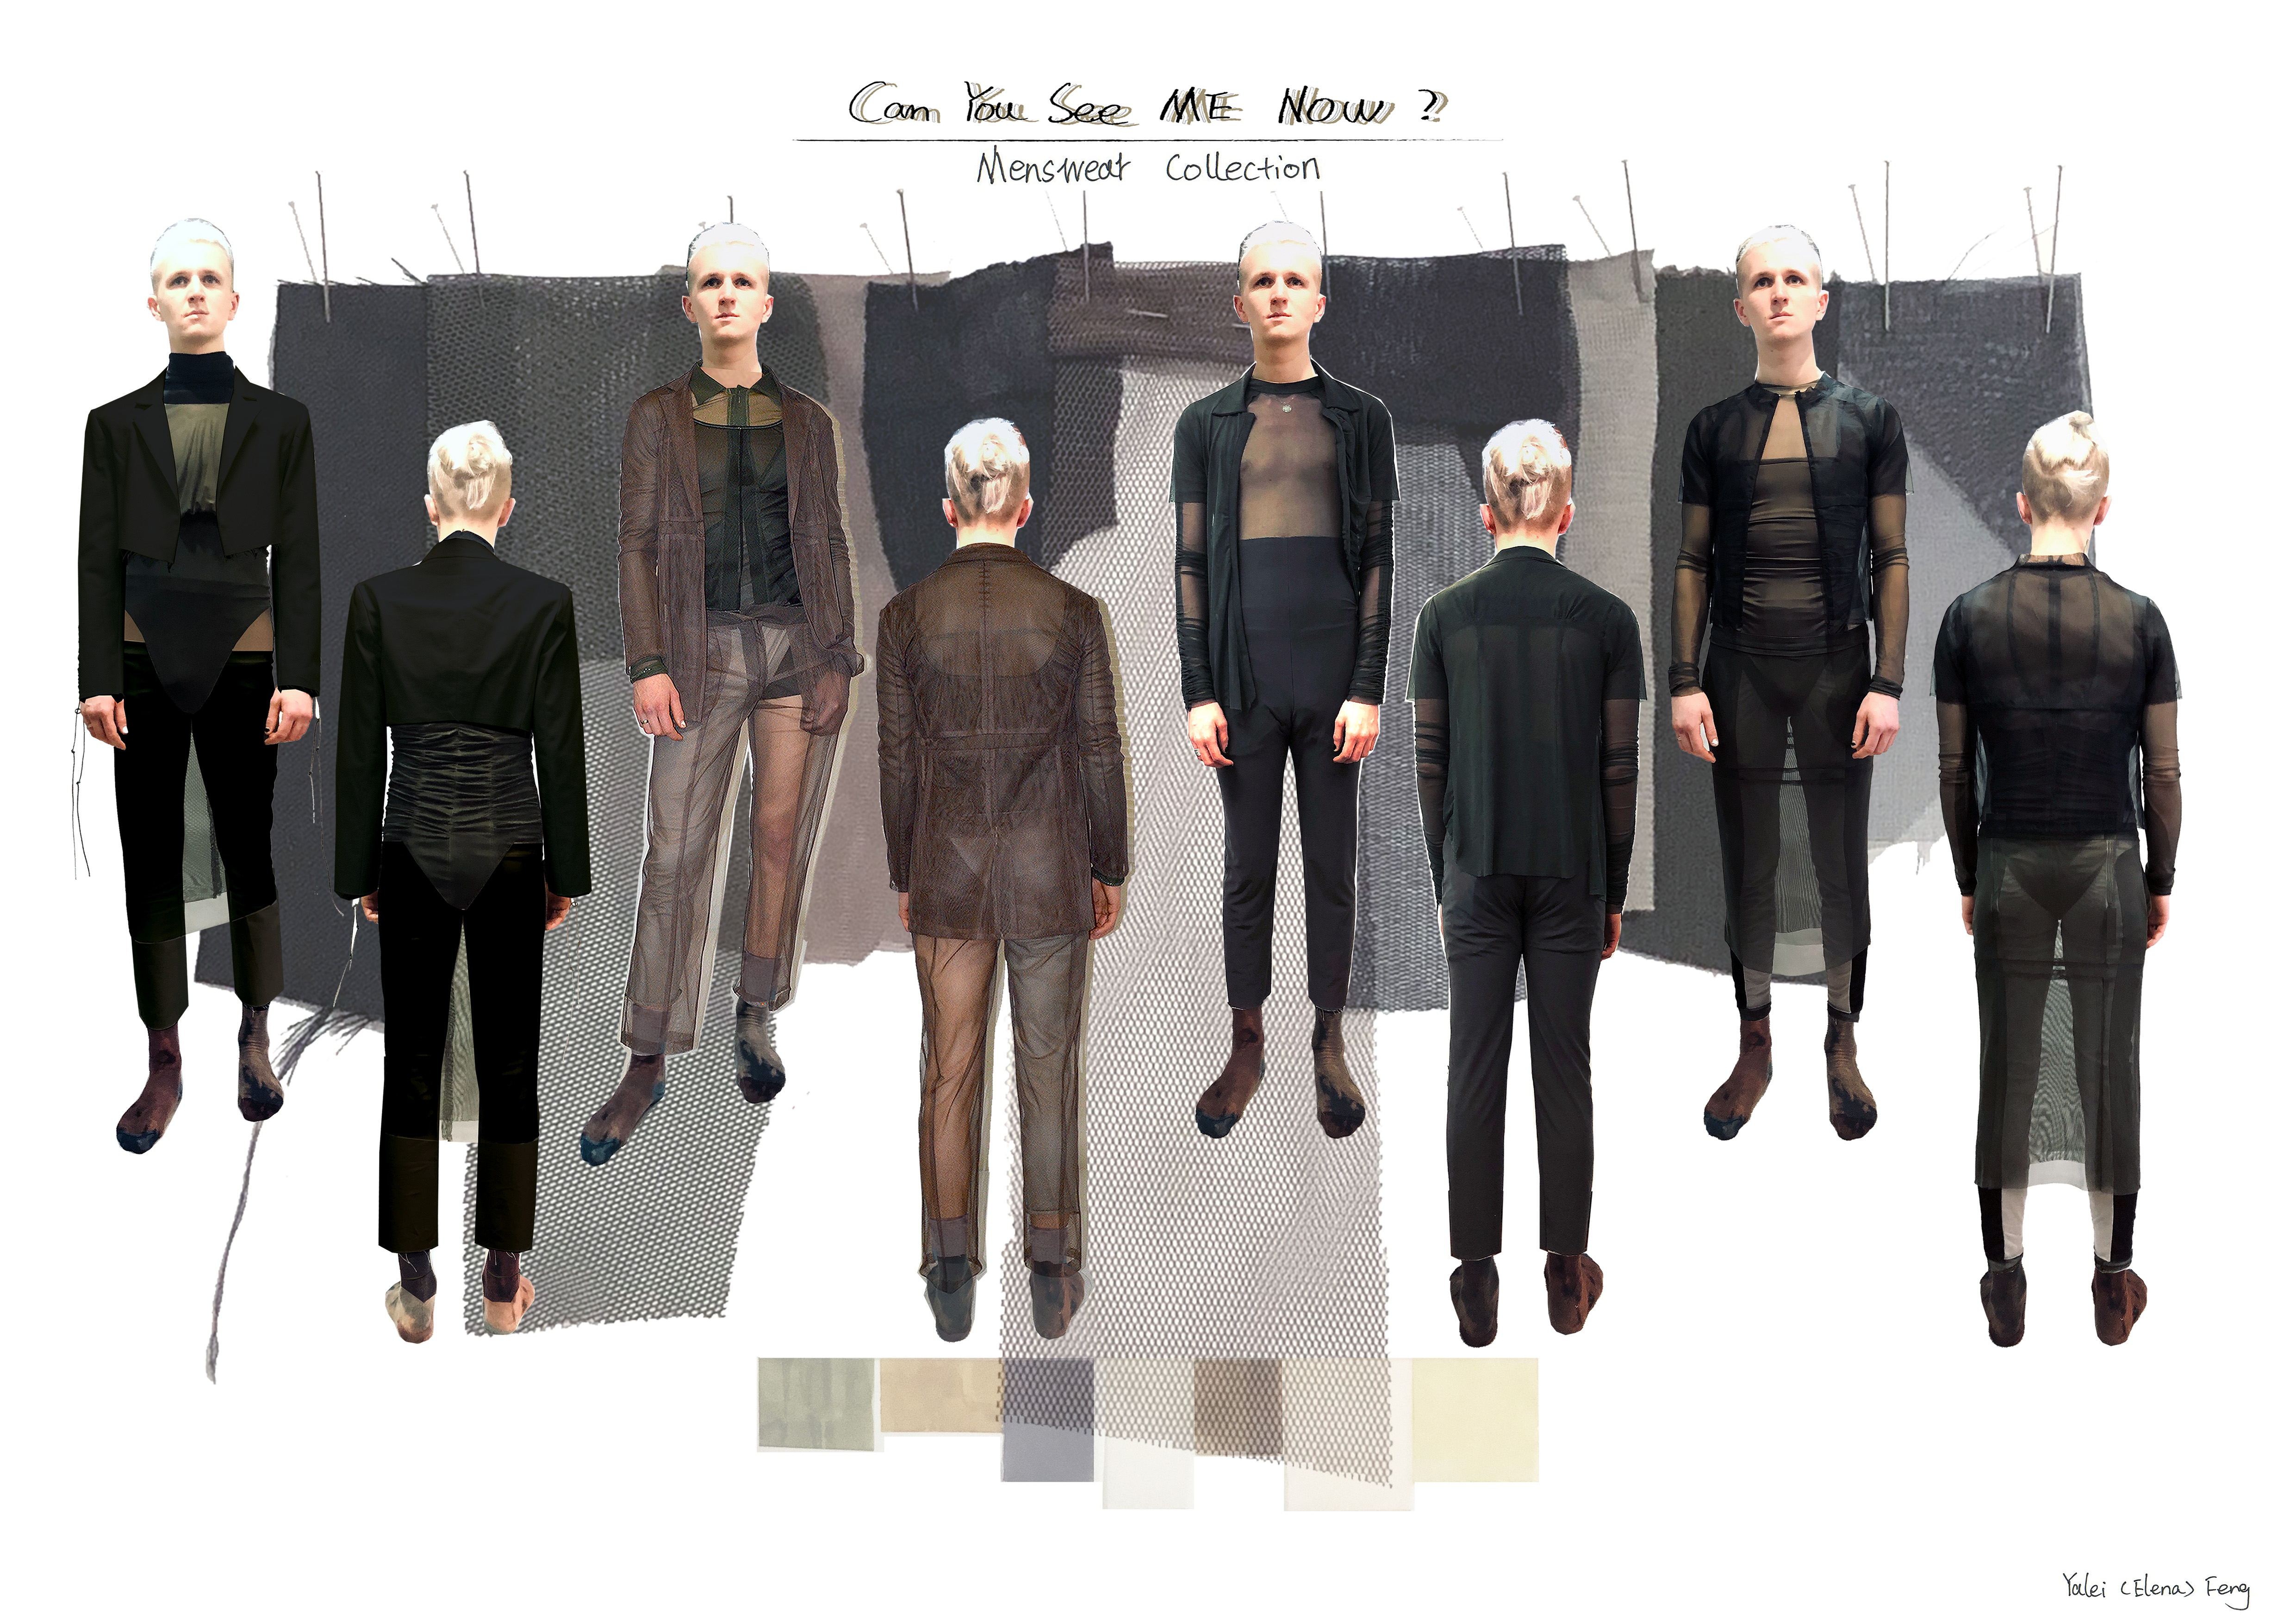 Can You See ME Now ?
Menswear Collection
Yalei (Elena) Feng